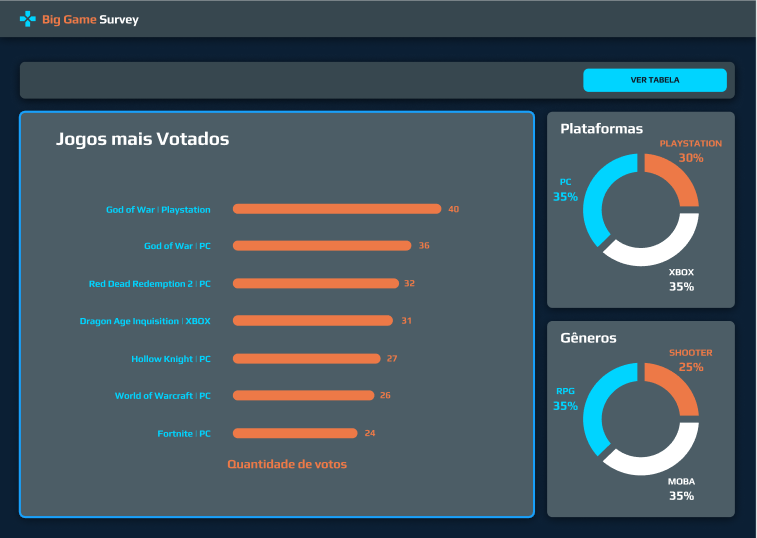 Big Game Survey
VER TABELA
Jogos mais Votados
God of War | Playstation 40
God of War | PC 36
Red Dead Redemption 2 | PC 32
Dragon Age Inquisition | XBOX 31
Hollow Knight | PC 27
World of Warcraft | PC 26
Fortnite | PC 24
Quantidade de votos
Plataformas
PLAYSTATION
30%
PC
35%
XBOX
35%
Gêneros
SHOOTER
25%
RPG
35%
MOBA
35%